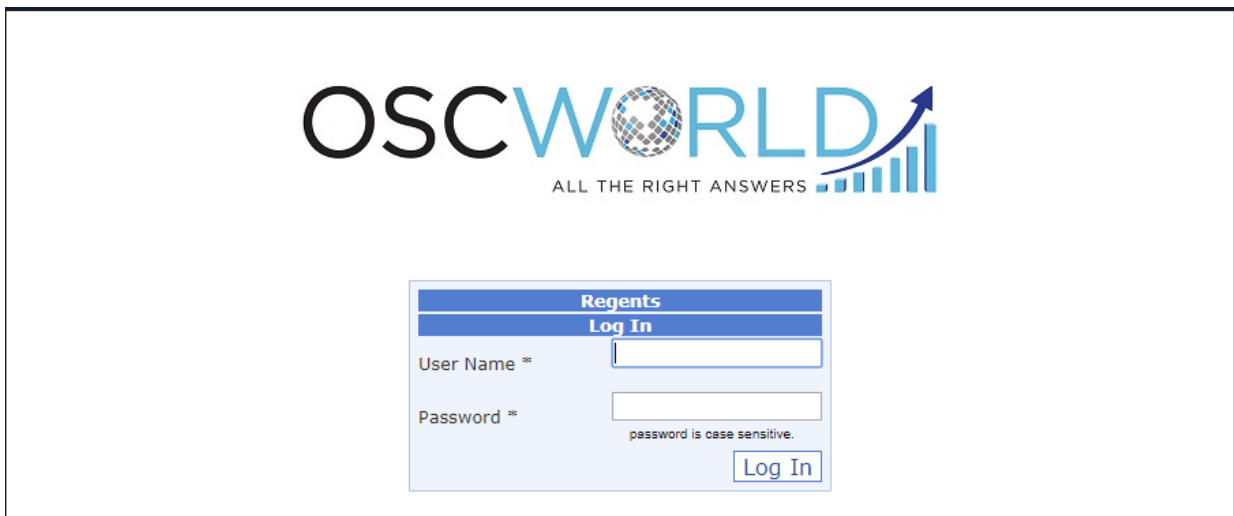 OSCWORLD
ALL THE RIGHT ANSWERS
Regents
Log In
User Name *
Password *
password is case sensitive.
Log In